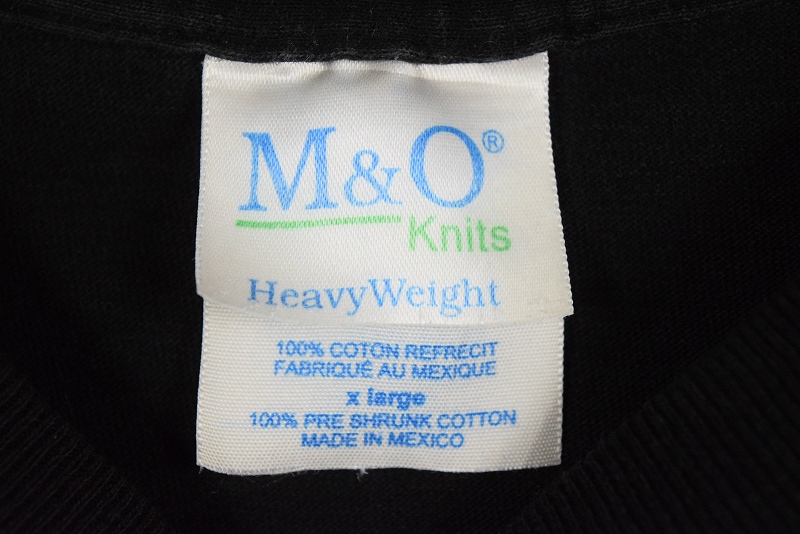 M&O®
Knits
HeavyWeight
100% COTON REFRECIT
FABRIQUÉ AU MEXIQUE
x large
100% PRE SHRUNK COTTON
MADE IN MEXICO